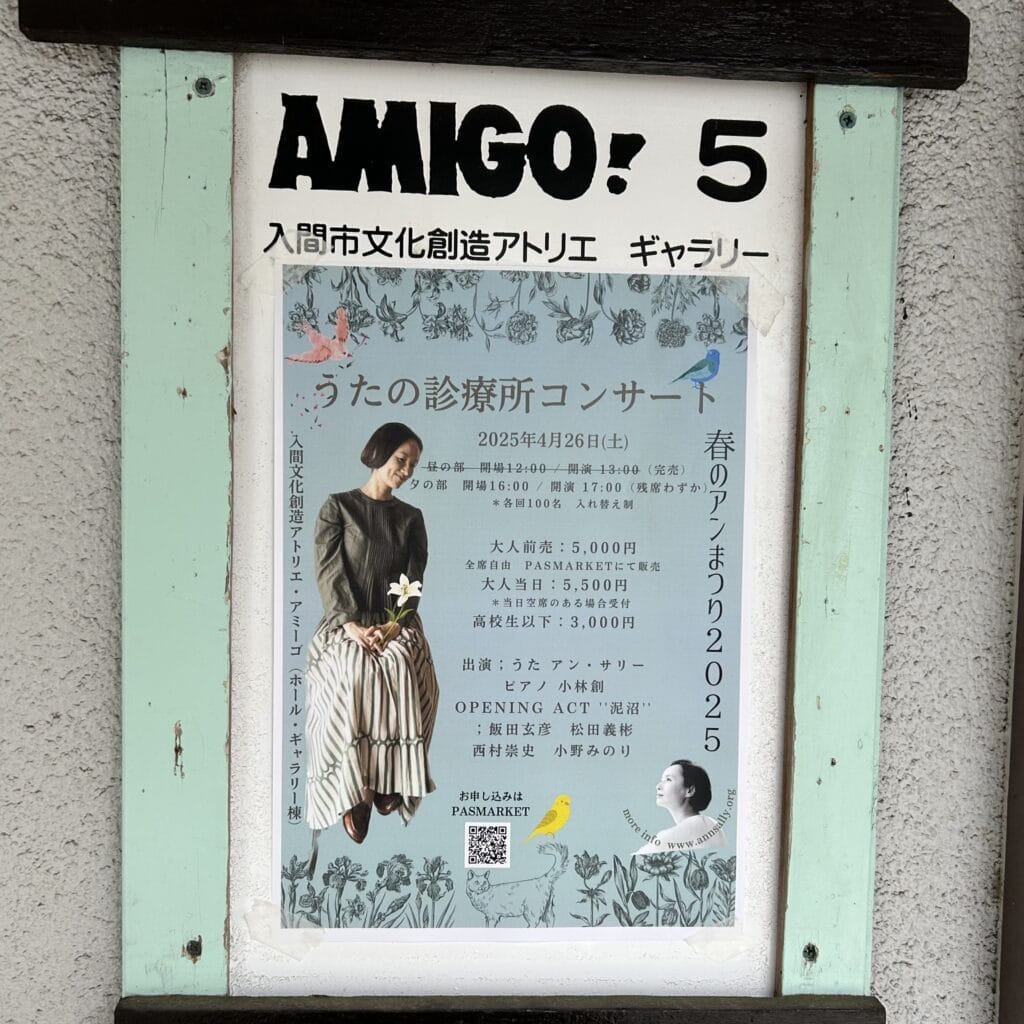 AMIGO! 5
入間市文化創造アトリエ ギャラリー
うたの診療所コンサート
春のアンまつり2025
2025年4月26日(土)
昼の部 開場12:00 / 開演 13:00（完売）
夕の部 開場16:00 / 開演 17:00（残席わずか）
＊各回100名 入れ替え制
大人前売：5,000円
全席自由 PASMARKETにて販売
大人当日：5,500円
＊当日空席のある場合受付
高校生以下：3,000円
出演；うた アン・サリー
ピアノ 小林創
OPENING ACT "泥沼"
；飯田玄彦 松田義彬
西村崇史 小野みのり
入間文化創造アトリエ・アミーゴ（ホール・ギャラリー棟）
お申し込みは
PASMARKET
more info www.annsally.org